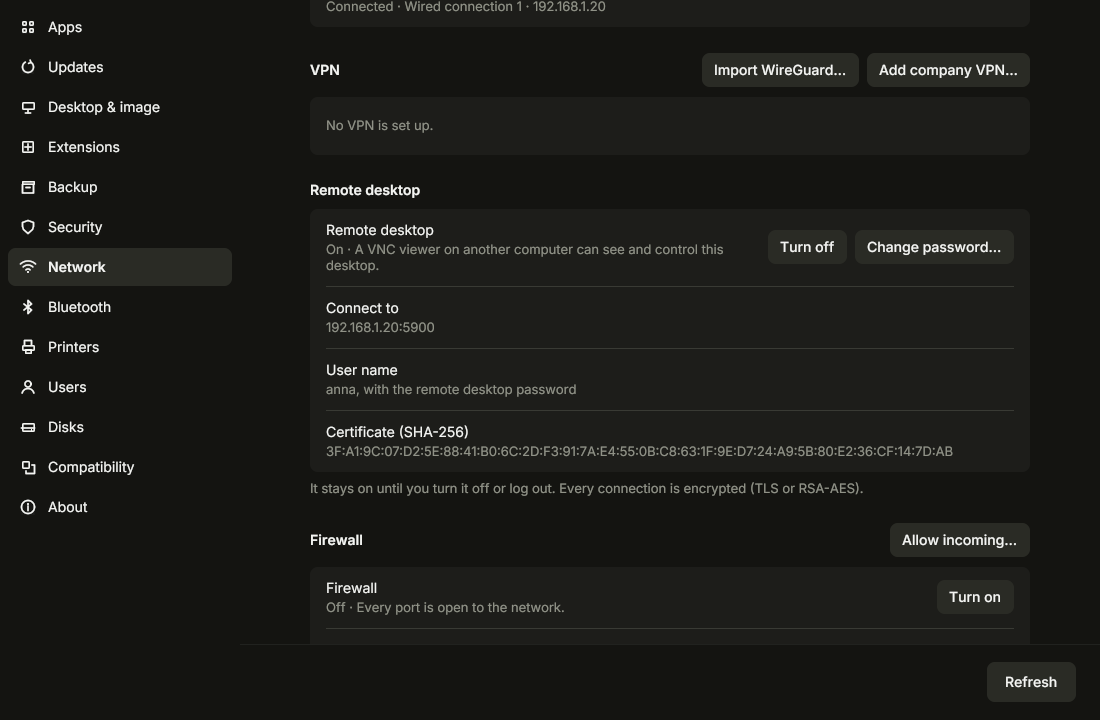 Connected · Wired connection 1 · 192.168.1.20
Apps
Updates
Desktop & image
Extensions
Backup
Security
Network
Bluetooth
Printers
Users
Disks
Compatibility
About
VPN
Import WireGuard...
Add company VPN...
No VPN is set up.
Remote desktop
Remote desktop
On · A VNC viewer on another computer can see and control this
desktop.
Turn off
Change password...
Connect to
192.168.1.20:5900
User name
anna, with the remote desktop password
Certificate (SHA-256)
3F:A1:9C:07:D2:5E:88:41:B0:6C:2D:F3:91:7A:E4:55:0B:C8:63:1F:9E:D7:24:A9:5B:80:E2:36:CF:14:7D:AB
It stays on until you turn it off or log out. Every connection is encrypted (TLS or RSA-AES).
Firewall
Allow incoming...
Firewall
Off · Every port is open to the network.
Turn on
Refresh